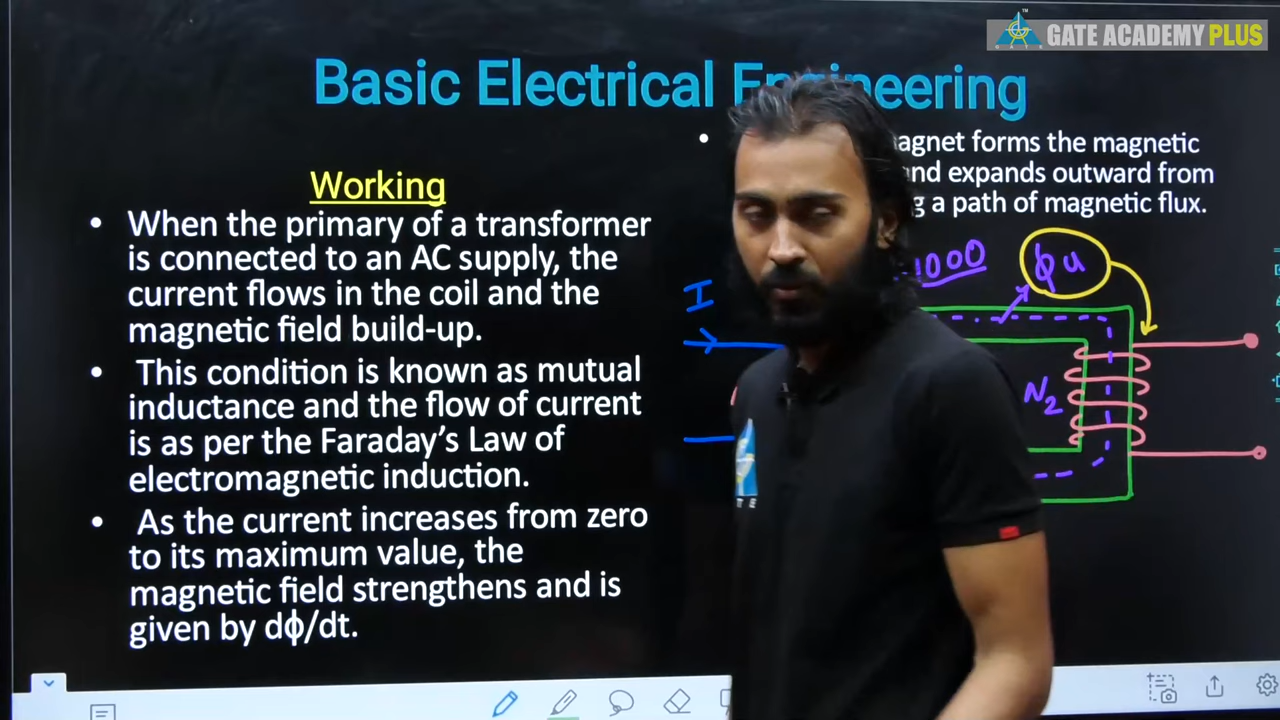 GATE ACADEMY PLUS
Basic Electrical Engineering
Working
• When the primary of a transformer
is connected to an AC supply, the
current flows in the coil and the
magnetic field build-up.
• This condition is known as mutual
inductance and the flow of current
is as per the Faraday's Law of
electromagnetic induction.
• As the current increases from zero
to its maximum value, the
magnetic field strengthens and is
given by dϕ/dt.
• agnet forms the magnetic
nd expands outward from
g a path of magnetic flux.
1000
I
N2